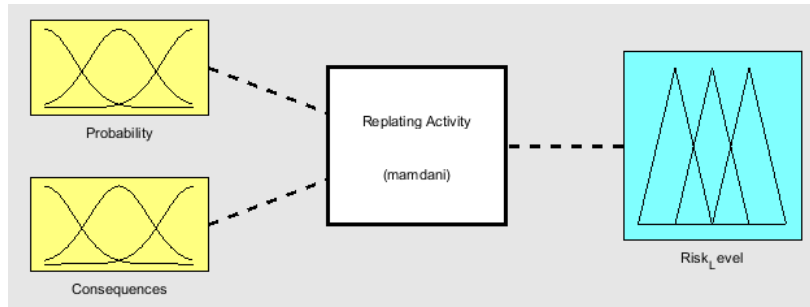 Probability
Replating Activity
(mamdani)
Consequences
Risk_Level